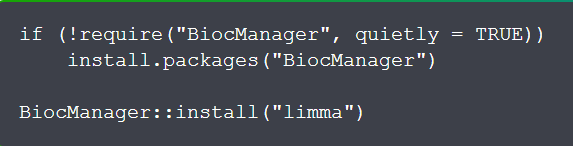 if (!require("BiocManager", quietly = TRUE))
    install.packages("BiocManager")
BiocManager::install("limma")